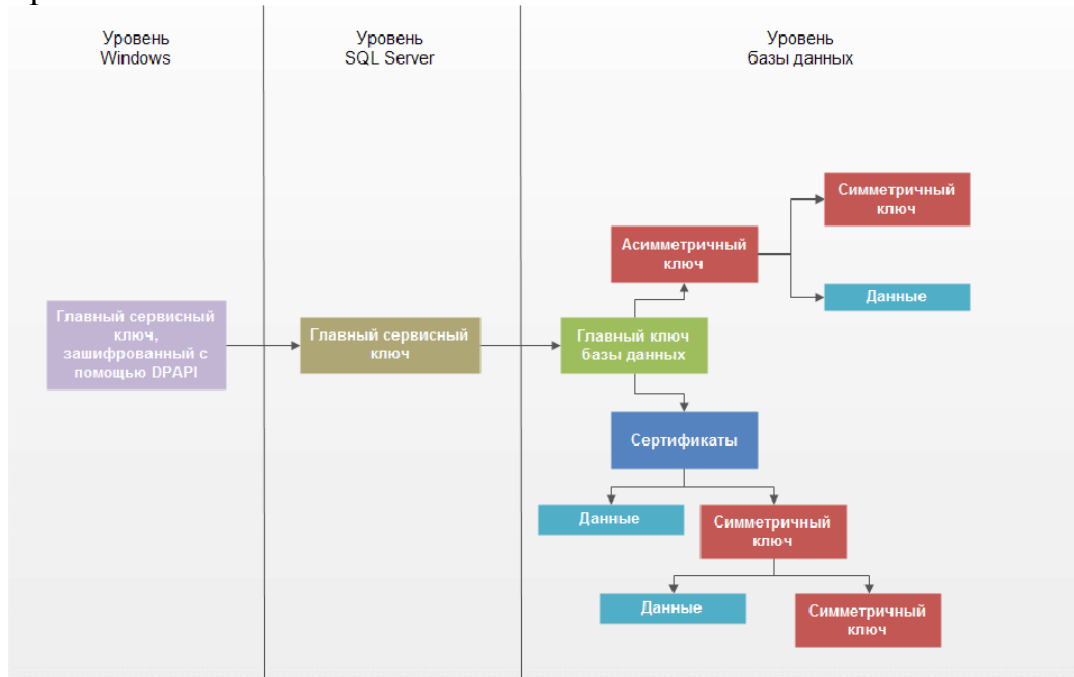 Уровень
Windows
Уровень
SQL Server
Уровень
базы данных
Симметричный
ключ
Асимметричный
ключ
Данные
Главный сервисный
ключ,
зашифрованный с
помощью DPAPI
Главный сервисный
ключ
Главный ключ
базы данных
Сертификаты
Данные
Симметричный
ключ
Данные
Симметричный
ключ